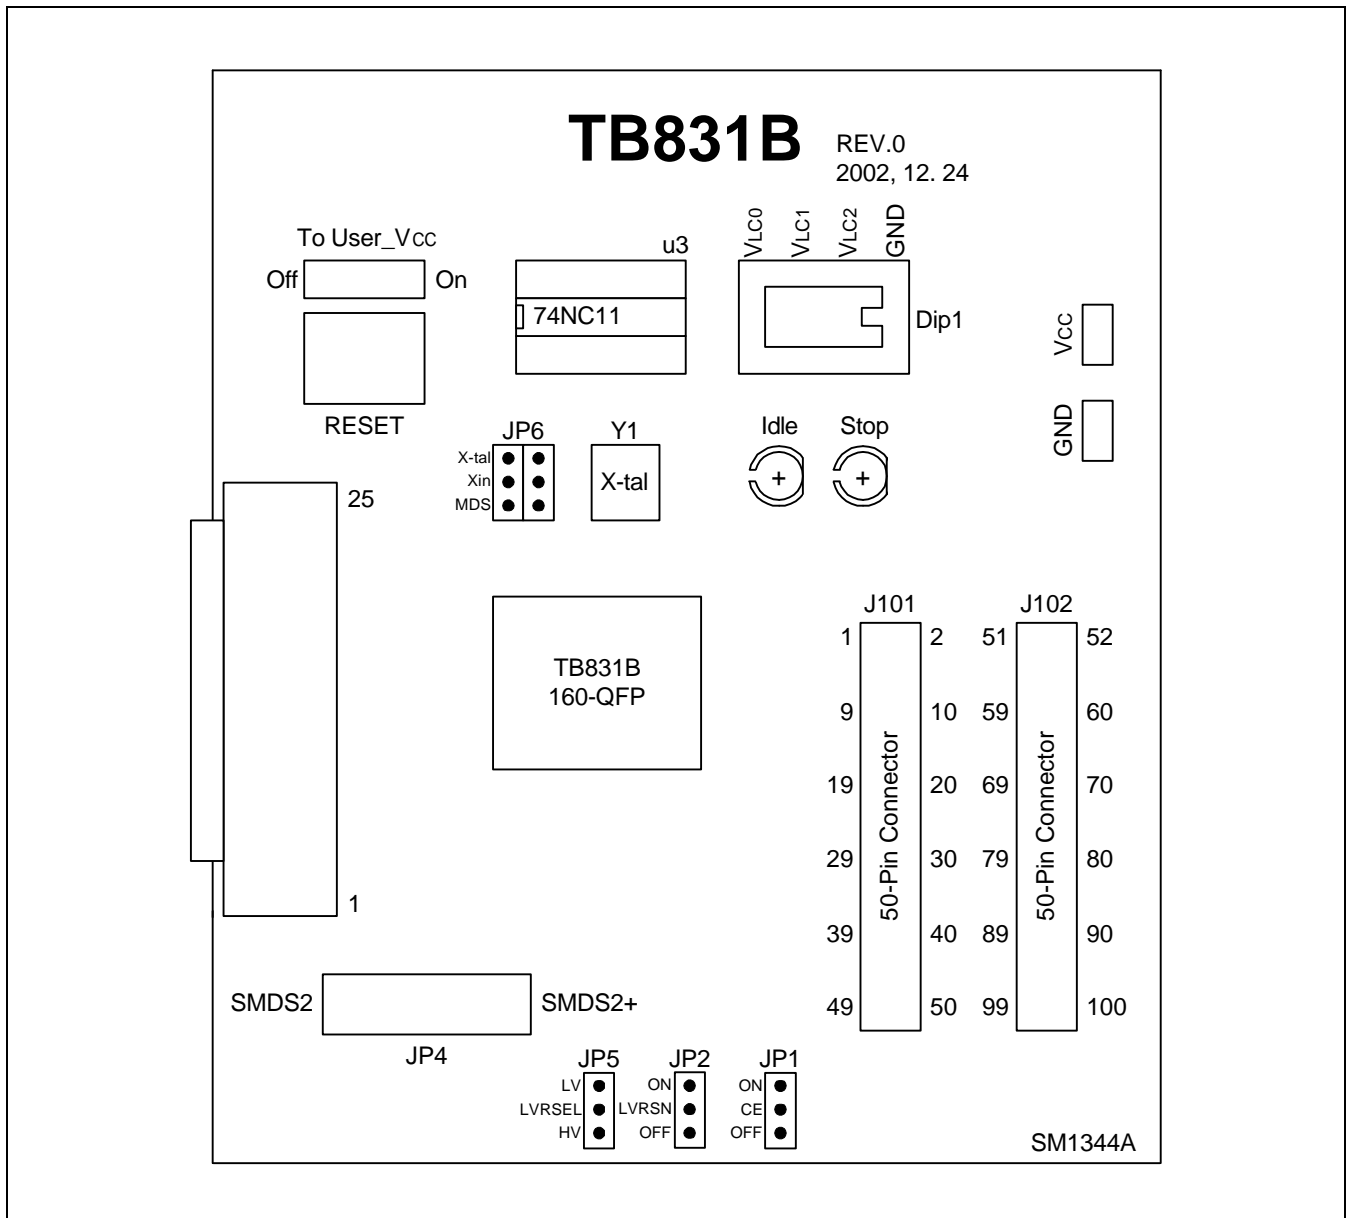 TB831B
REV.0
2002, 12. 24
To User_VCC
Off
On
RESET
u3
74NC11
VLC0
VLC1
VLC2
GND
Dip1
VCC
GND
JP6
X-tal
Xin
MDS
Y1
X-tal
Idle
Stop
25
1
TB831B
160-QFP
J101
1 2
9 10
19 20
29 30
39 40
49 50
50-Pin Connector
J102
51 52
59 60
69 70
79 80
89 90
99 100
50-Pin Connector
SMDS2
SMDS2+
JP4
JP5
LV
LVRSEL
HV
JP2
ON
LVRSN
OFF
JP1
ON
CE
OFF
SM1344A